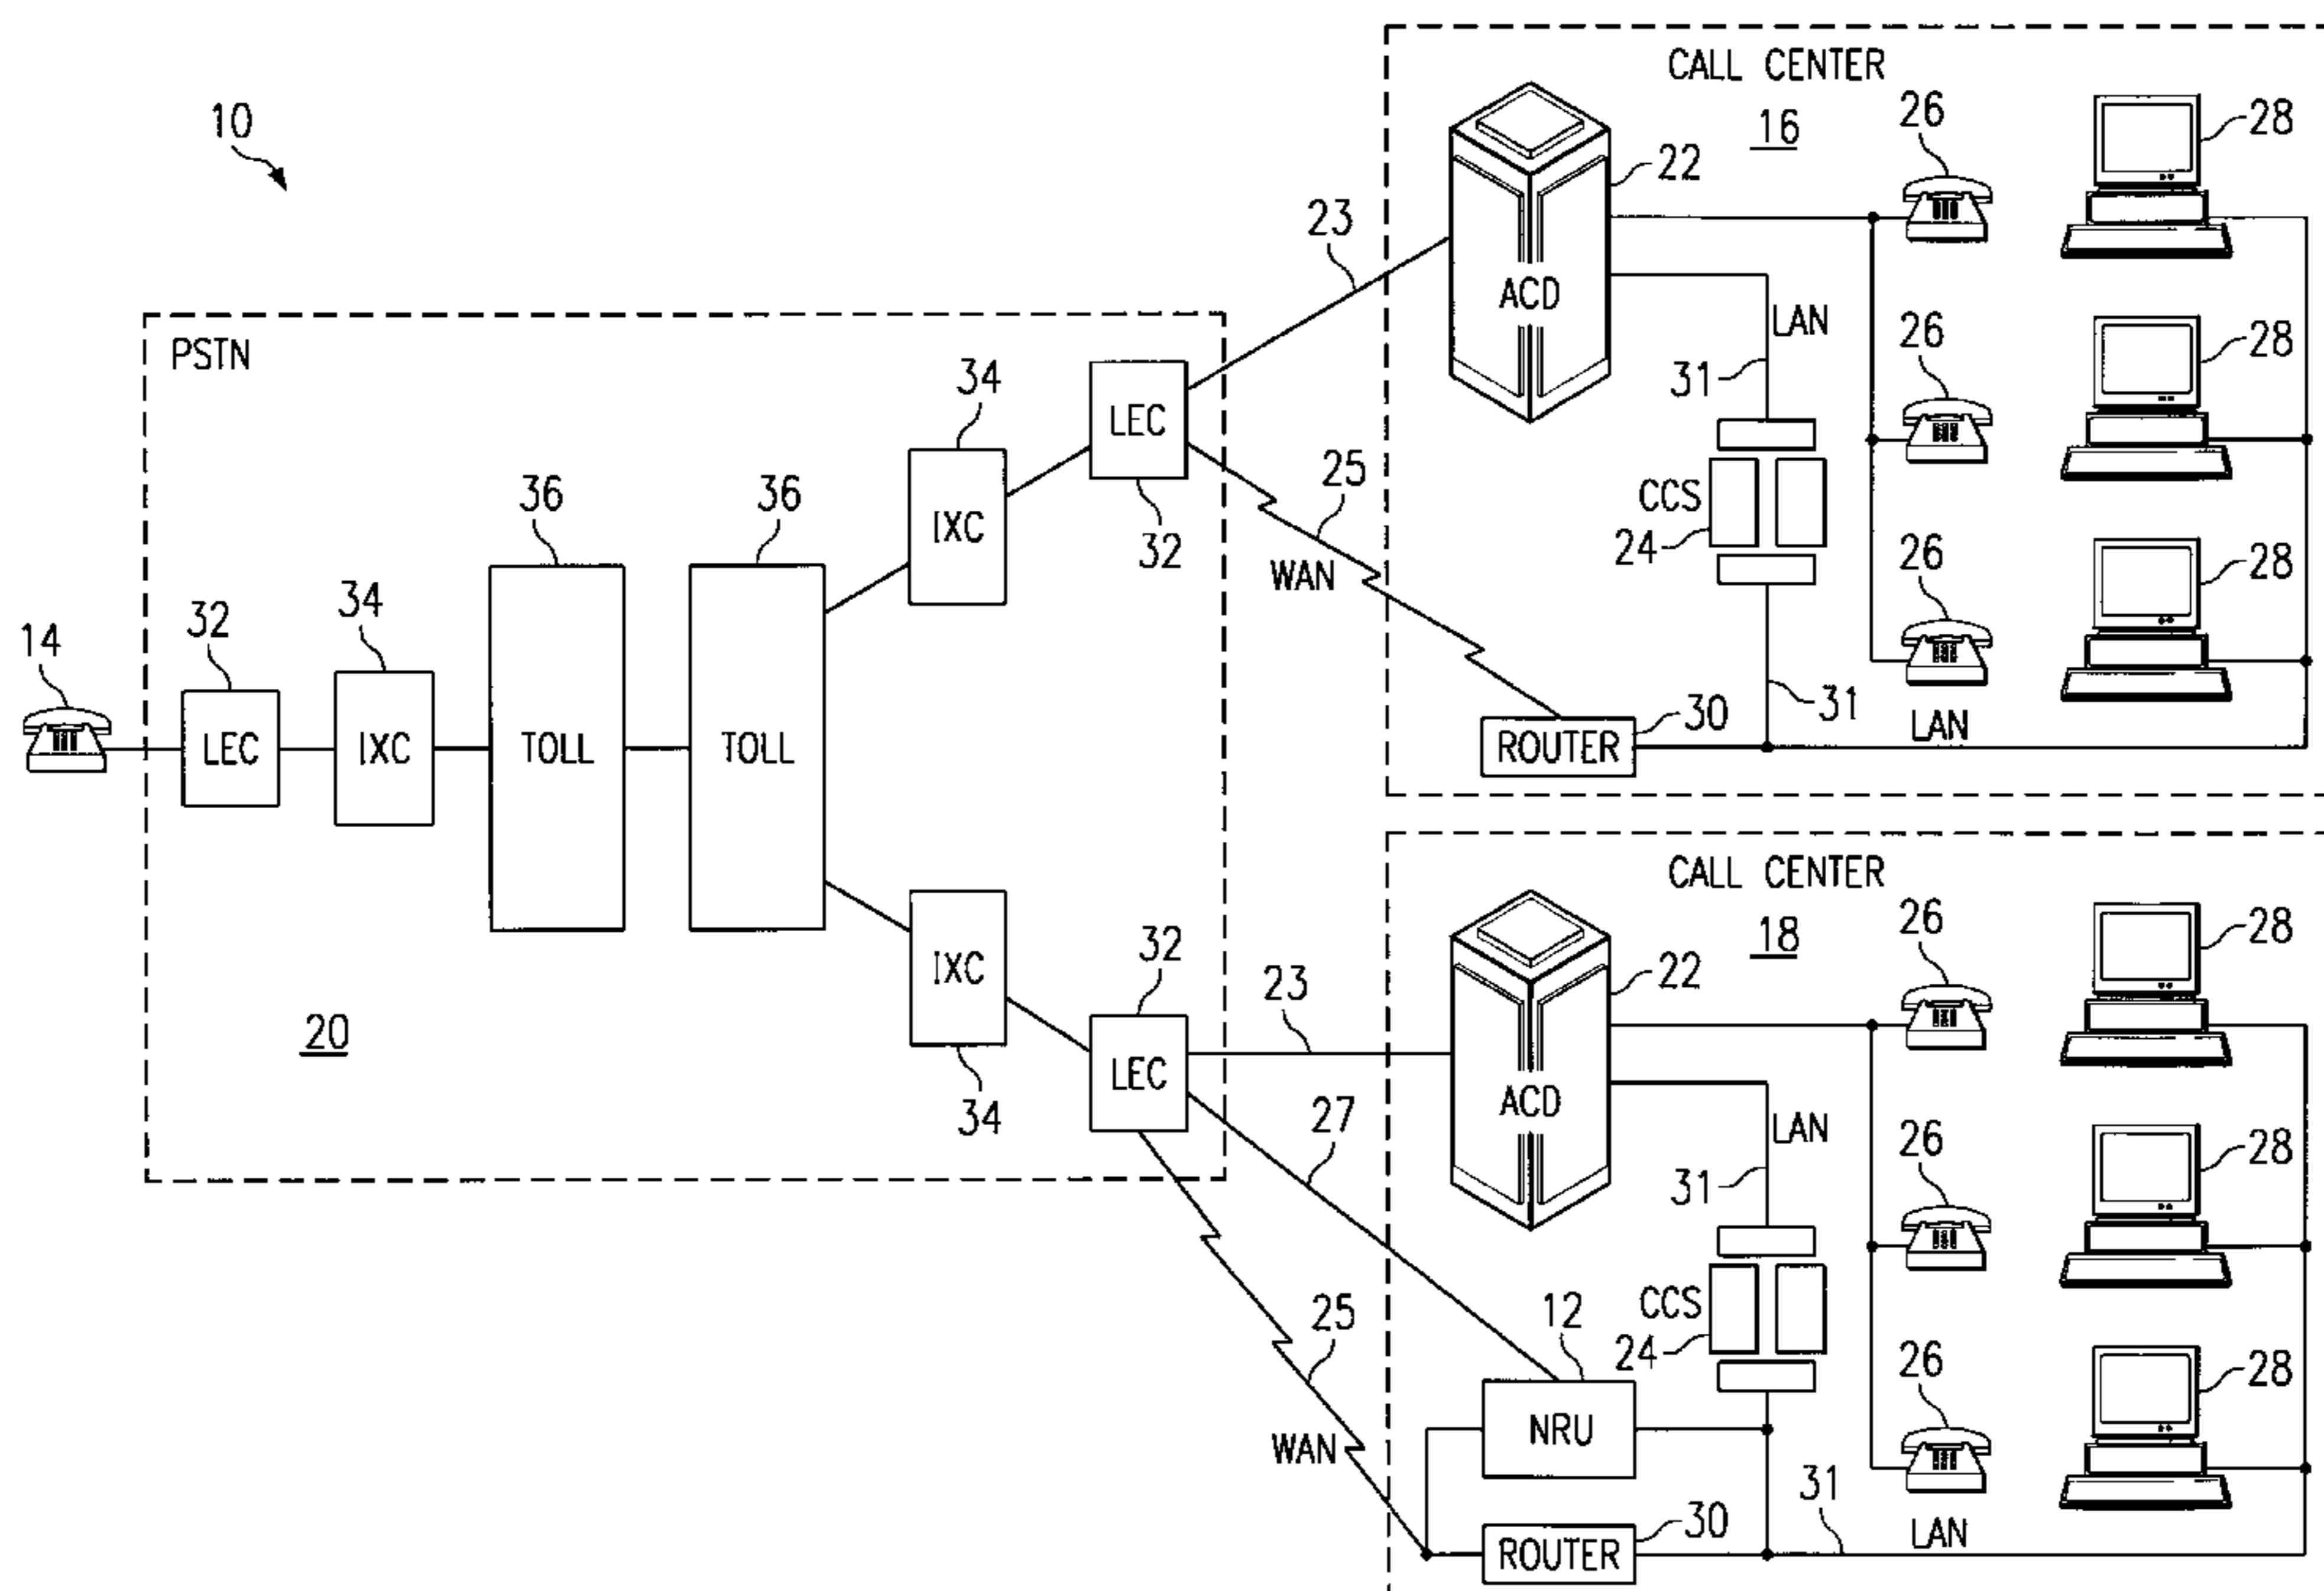 CALL CENTER
16
10
22
26
28
23
ACD
LAN
31
26
28
PSTN
34
LEC
IXC
32
25
WAN
CCS
24
26
28
36
36
34
32
14
LEC
IXC
TOLL
TOLL
30
ROUTER
31
LAN
CALL CENTER
18
22
26
28
IXC
34
32
LEC
23
20
ACD
LAN
31
27
26
28
25
WAN
12
CCS
24
NRU
26
28
30
ROUTER
31
LAN